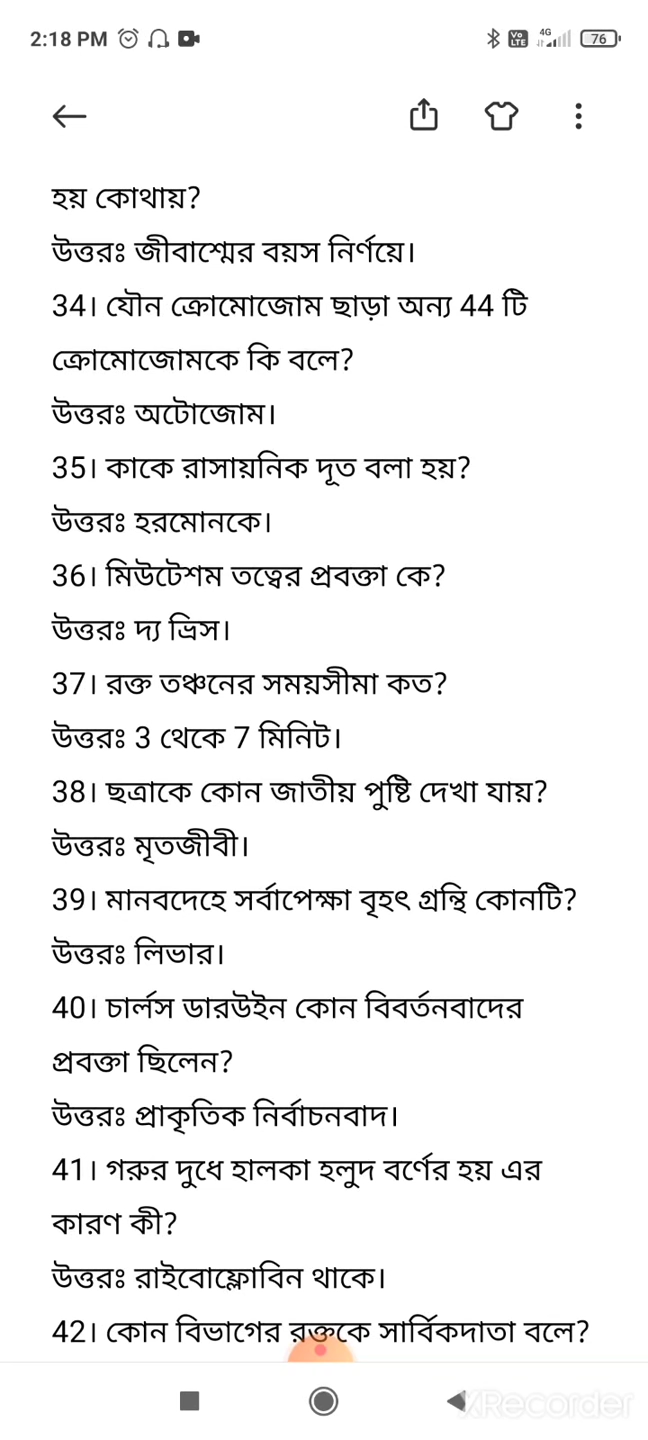 2:18 PM
Vo LTE 4G 76
হয় কোথায়?
উত্তরঃ জীবাশ্মের বয়স নির্ণয়ে।
34। যৌন ক্রোমোজোম ছাড়া অন্য 44 টি
ক্রোমোজোমকে কি বলে?
উত্তরঃ অটোজোম।
35। কাকে রাসায়নিক দূত বলা হয়?
উত্তরঃ হরমোনকে।
36। মিউটেশম তত্বের প্রবক্তা কে?
উত্তরঃ দ্য ভ্রিস।
37। রক্ত তঞ্চনের সময়সীমা কত?
উত্তরঃ 3 থেকে 7 মিনিট।
38। ছত্রাকে কোন জাতীয় পুষ্টি দেখা যায়?
উত্তরঃ মৃতজীবী।
39। মানবদেহে সর্বাপেক্ষা বৃহৎ গ্রন্থি কোনটি?
উত্তরঃ লিভার।
40। চার্লস ডারউইন কোন বিবর্তনবাদের
প্রবক্তা ছিলেন?
উত্তরঃ প্রাকৃতিক নির্বাচনবাদ।
41। গরুর দুধে হালকা হলুদ বর্ণের হয় এর
কারণ কী?
উত্তরঃ রাইবোফ্লোবিন থাকে।
42। কোন বিভাগের রক্তকে সার্বিকদাতা বলে?
XRecorder